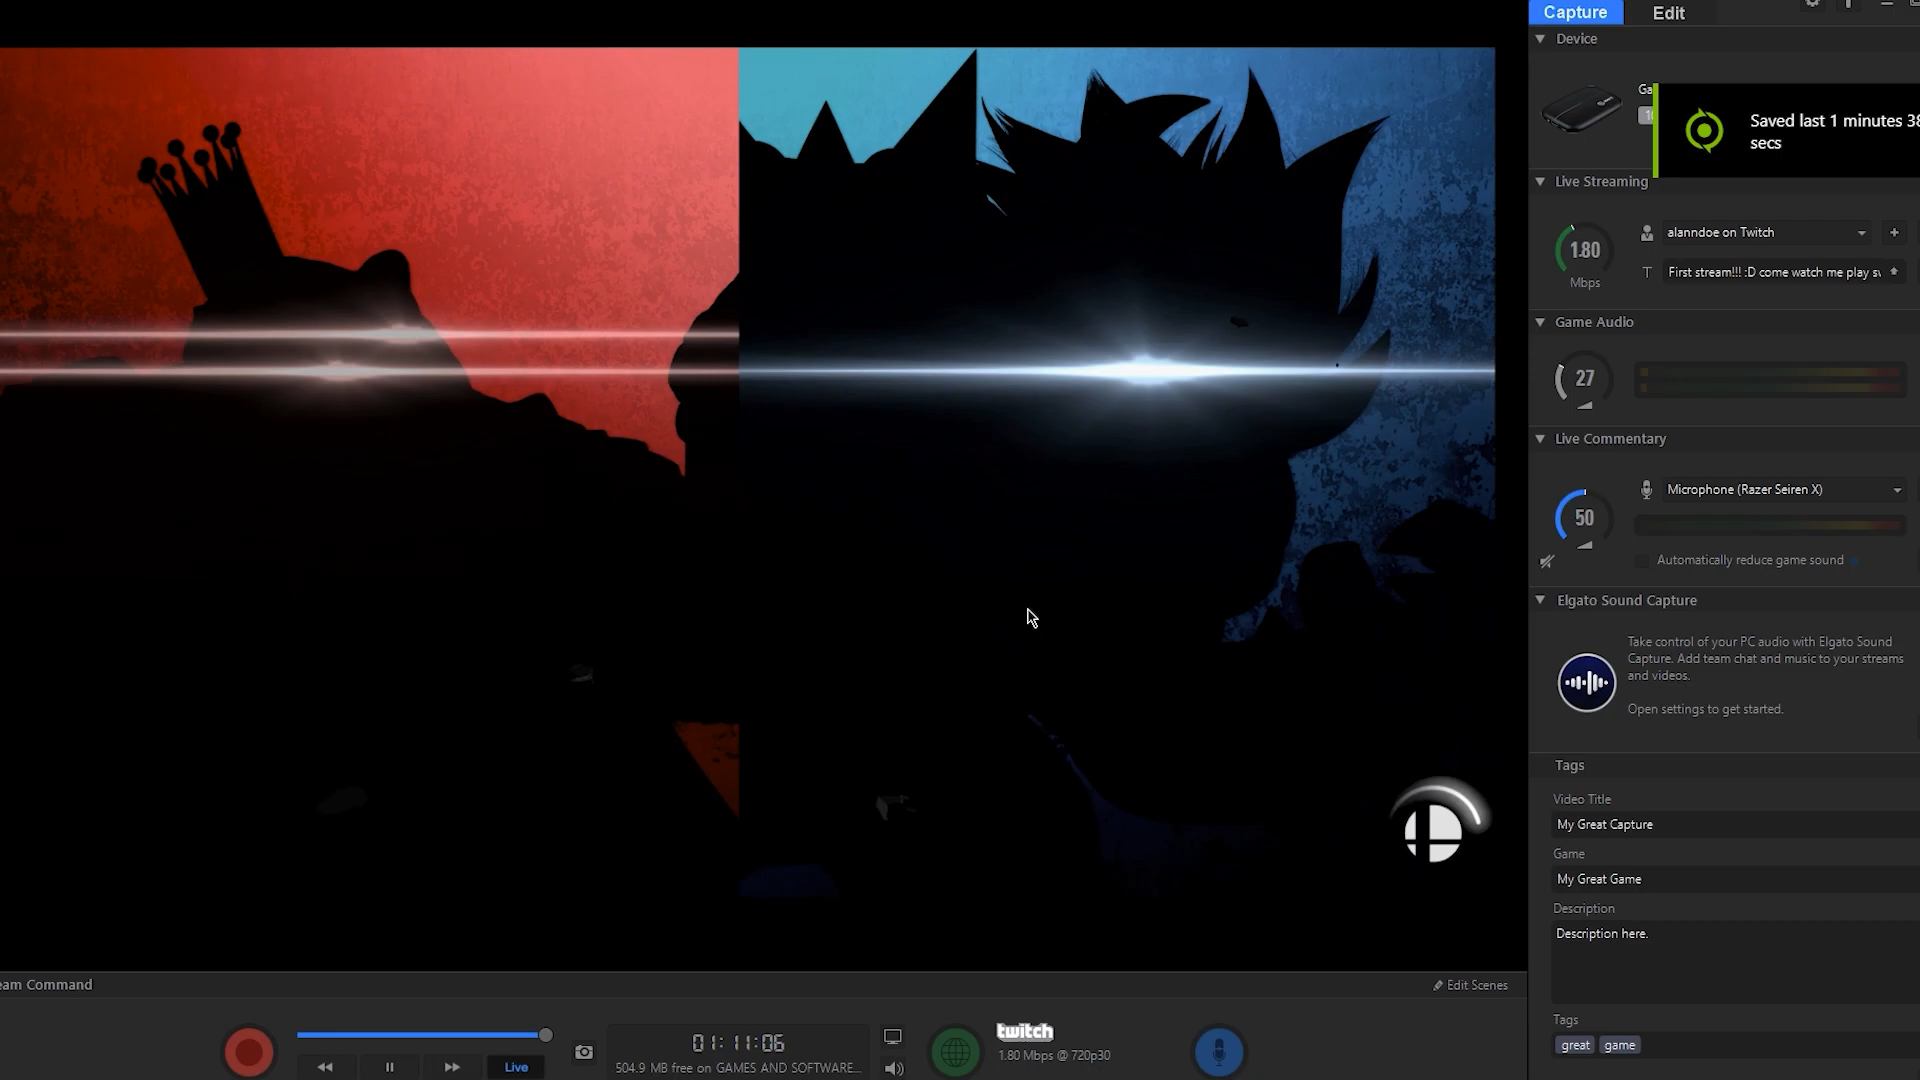 Capture
Edit
Device
Ga
Saved last 1 minutes 38
secs
Live Streaming
1.80
Mbps
alanndoe on Twitch
First stream!!! :D come watch me play
Game Audio
27
Live Commentary
50
Microphone (Razer Seiren X)
Automatically reduce game sound
Elgato Sound Capture
Take control of your PC audio with Elgato Sound
Capture. Add team chat and music to your streams
and videos.
Open settings to get started.
Tags
Video Title
My Great Capture
Game
My Great Game
Description
Description here.
Tags
great game
eam Command
Edit Scenes
Live
01:11:06
504.9 MB free on GAMES AND SOFTWARE...
twitch
1.80 Mbps @ 720p30